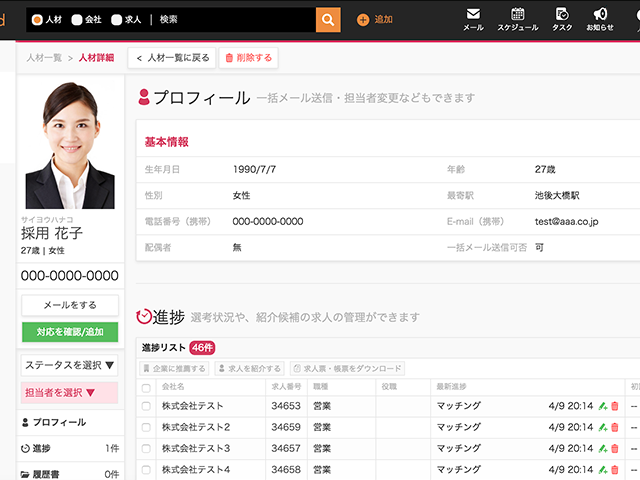 d 人材 会社 求人 | 検索 追加 メール スケジュール タスク お知らせ
人材一覧 > 人材詳細 < 人材一覧に戻る 削除する
プロフィール 一括メール送信・担当者変更などもできます
基本情報
生年月日 1990/7/7 年齢 27歳
性別 女性 最寄駅 池後大橋駅
電話番号（携帯） 000-0000-0000 E-mail（携帯） test@aaa.co.jp
配偶者 無 一括メール送信可否 可
サイヨウハナコ
採用 花子
27歳 | 女性
000-0000-0000
メールをする
対応を確認/追加
ステータスを選択 ▼
担当者を選択 ▼
プロフィール
進捗 1件
履歴書 0件
進捗 選考状況や、紹介候補の求人の管理ができます
進捗リスト 46件
企業に推薦する 求人を紹介する 求人票・帳票をダウンロード
会社名 求人番号 職種 役職 最新進捗 初
株式会社テスト 34653 営業 マッチング 4/9 20:14 --
株式会社テスト2 34659 営業 マッチング 4/9 20:14 --
株式会社テスト3 34657 営業 マッチング 4/9 20:14 --
株式会社テスト4 34658 営業 マッチング 4/9 20:14 --